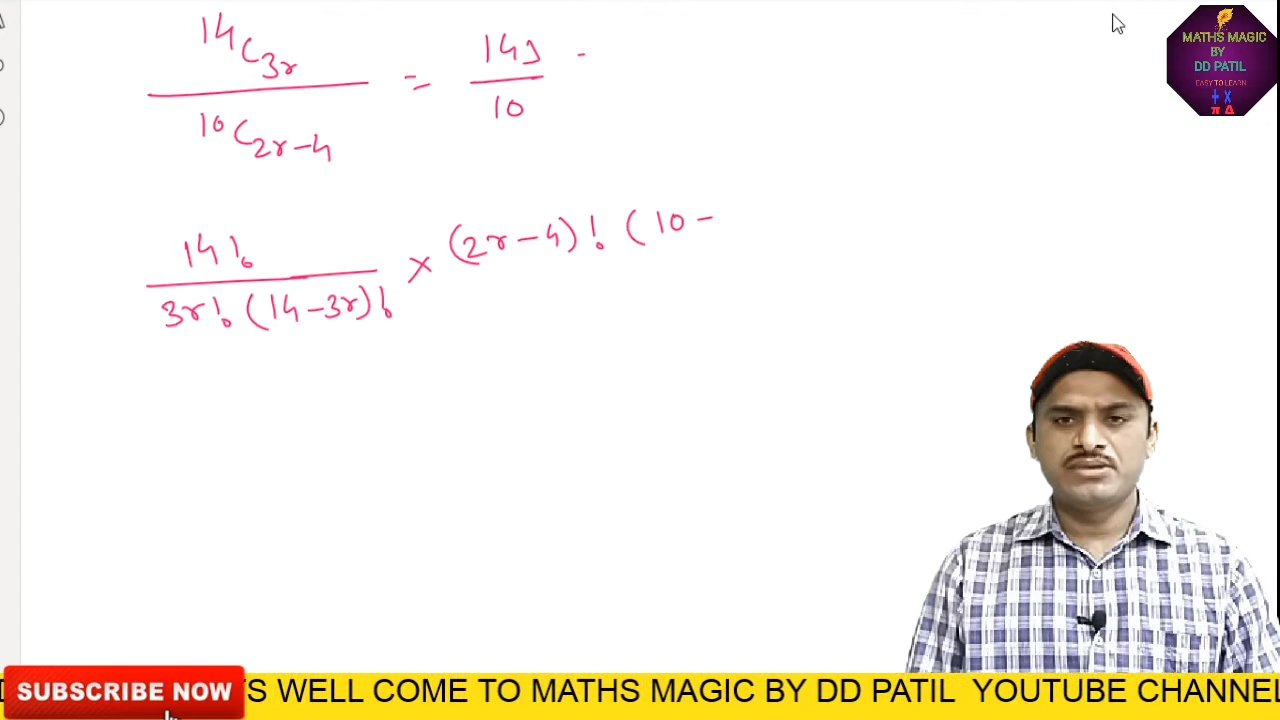 14C3r / 10C2r-4 = 143 / 10
14! / 3r! (14-3r)! × (2r-4)! (10-
MATHS MAGIC
BY
DD PATIL
EASY TO LEARN
+ X
π Δ
SUBSCRIBE NOW
S WELL COME TO MATHS MAGIC BY DD PATIL YOUTUBE CHANNEL